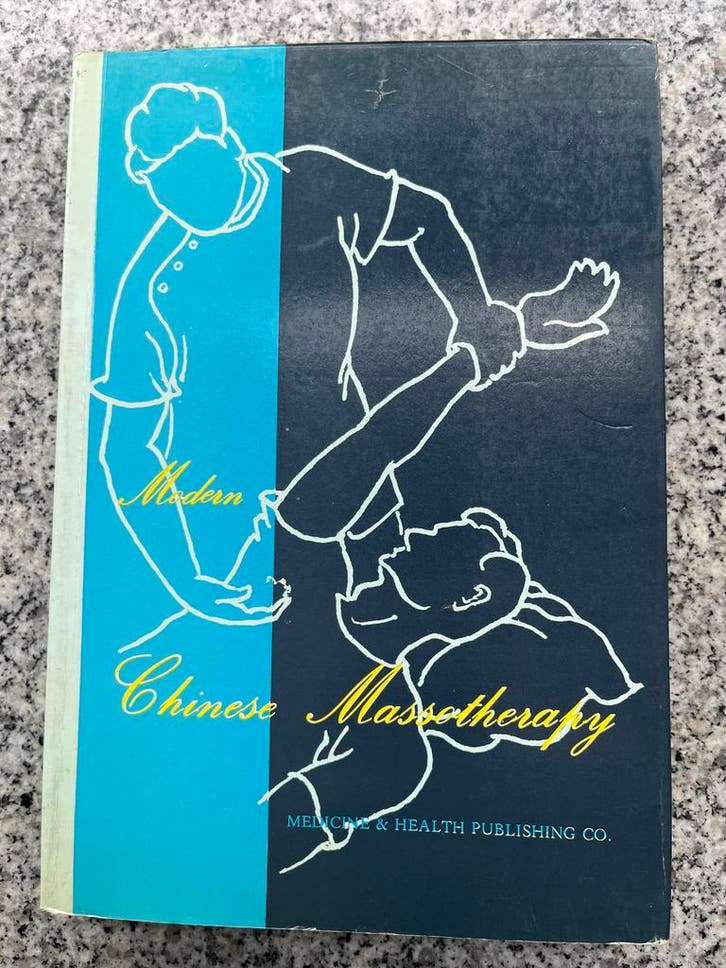 Modern
Chinese Massotherapy
MEDICINE & HEALTH PUBLISHING CO.